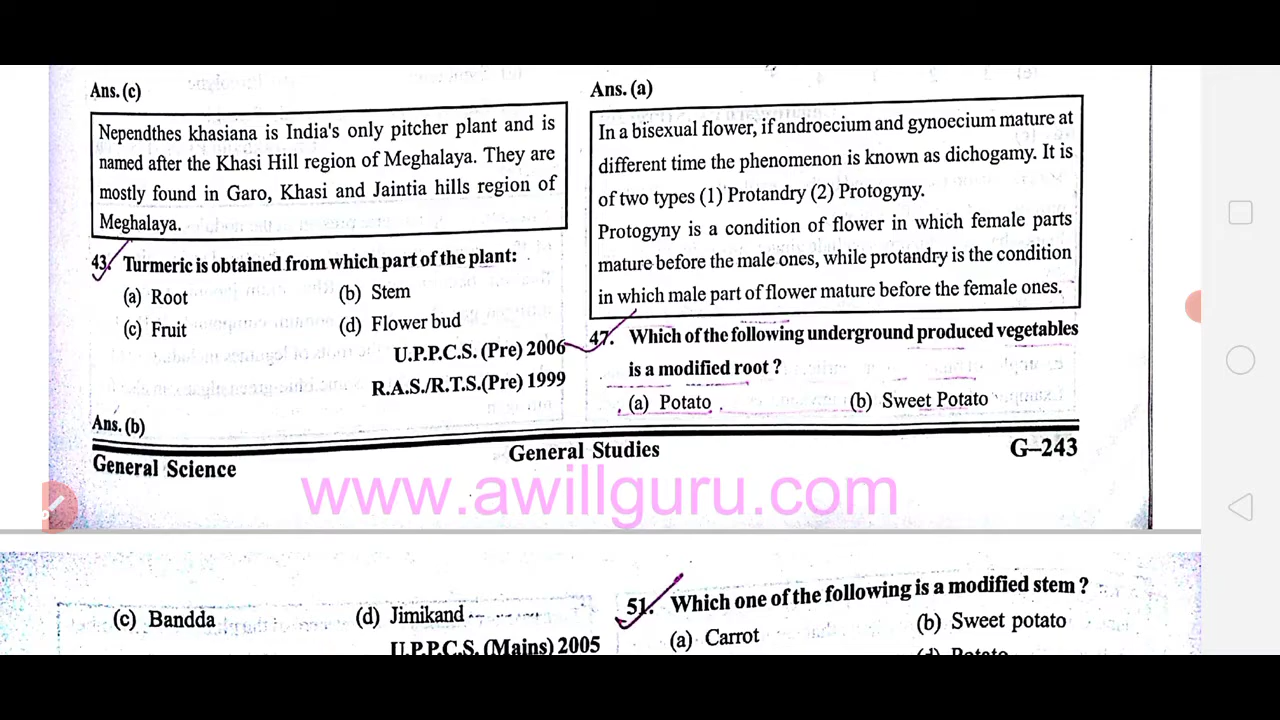 Ans. (c)
Nependthes khasiana is India's only pitcher plant and is
named after the Khasi Hill region of Meghalaya. They are
mostly found in Garo, Khasi and Jaintia hills region of
Meghalaya.
43. Turmeric is obtained from which part of the plant:
(a) Root (b) Stem
(c) Fruit (d) Flower bud
U.P.P.C.S. (Pre) 2006
R.A.S./R.T.S.(Pre) 1999
Ans. (b)
Ans. (a)
In a bisexual flower, if androecium and gynoecium mature at
different time the phenomenon is known as dichogamy. It is
of two types (1) Protandry (2) Protogyny.
Protogyny is a condition of flower in which female parts
mature before the male ones, while protandry is the condition
in which male part of flower mature before the female ones.
47. Which of the following underground produced vegetables
is a modified root ?
(a) Potato (b) Sweet Potato
General Science General Studies G–243
www.awillguru.com
(c) Bandda (d) Jimikand
U.P.P.C.S. (Mains) 2005
51. Which one of the following is a modified stem ?
(a) Carrot (b) Sweet potato
(d) Potato